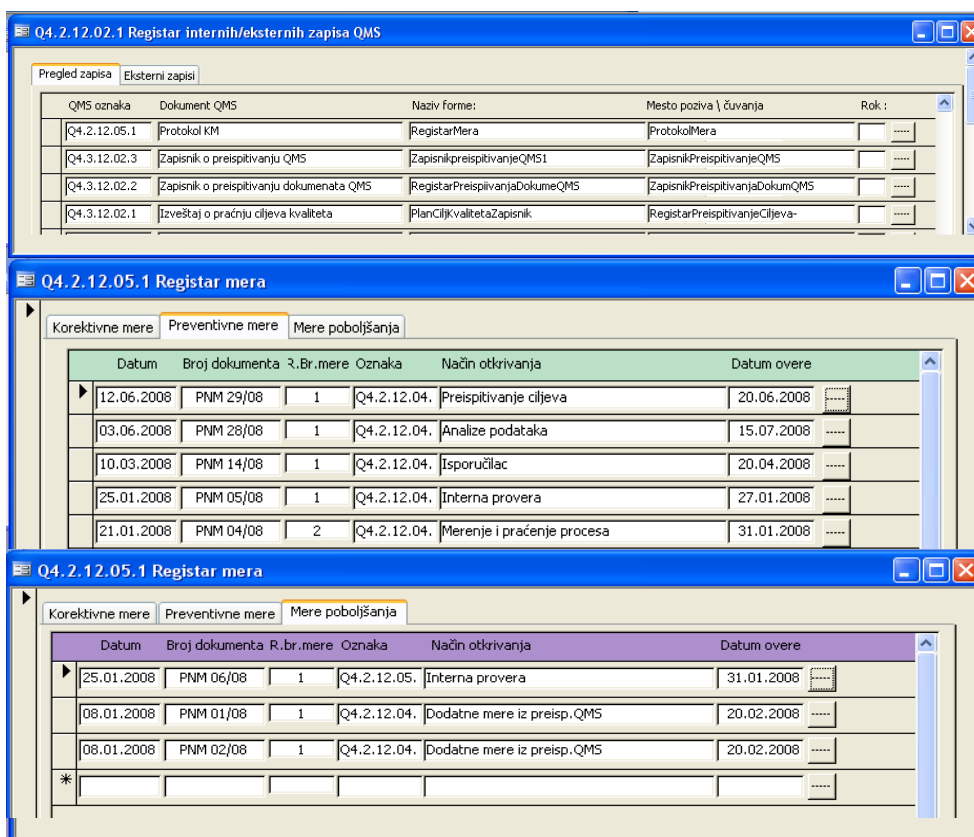 Q4.2.12.02.1 Registar internih/eksternih zapisa QMS
Pregled zapisa Eksterni zapisi
QMS oznaka Dokument QMS Naziv forme: Mesto poziva \ čuvanja Rok :
Q4.2.12.05.1 Protokol KM RegistarMera ProtokolMera -----
Q4.3.12.02.3 Zapisnik o preispitivanju QMS ZapisnikpreispitivanjeQMS1 ZapisnikPreispitivanjeQMS -----
Q4.3.12.02.2 Zapisnik o preispitivanju dokumenata QMS RegistarPreispiivanjaDokumeQMS ZapisnikPreispitivanjaDokumQMS -----
Q4.3.12.02.1 Izveštaj o praćnju ciljeva kvaliteta PlanCiljKvalitetaZapisnik RegistarPreispitivanjeCiljeva- -----
Q4.2.12.05.1 Registar mera
Korektivne mere Preventivne mere Mere poboljšanja
Datum Broj dokumenta R.Br.mere Oznaka Način otkrivanja Datum overe
12.06.2008 PNM 29/08 1 Q4.2.12.04. Preispitivanje ciljeva 20.06.2008 -----
03.06.2008 PNM 28/08 1 Q4.2.12.04. Analize podataka 15.07.2008 -----
10.03.2008 PNM 14/08 1 Q4.2.12.04. Isporučilac 20.04.2008 -----
25.01.2008 PNM 05/08 1 Q4.2.12.04. Interna provera 27.01.2008 -----
21.01.2008 PNM 04/08 2 Q4.2.12.04. Merenje i praćenje procesa 31.01.2008 -----
Q4.2.12.05.1 Registar mera
Korektivne mere Preventivne mere Mere poboljšanja
Datum Broj dokumenta R.br.mere Oznaka Način otkrivanja Datum overe
25.01.2008 PNM 06/08 1 Q4.2.12.05. Interna provera 31.01.2008 -----
08.01.2008 PNM 01/08 1 Q4.2.12.04. Dodatne mere iz preisp.QMS 20.02.2008 -----
08.01.2008 PNM 02/08 1 Q4.2.12.04. Dodatne mere iz preisp.QMS 20.02.2008 -----
* -----